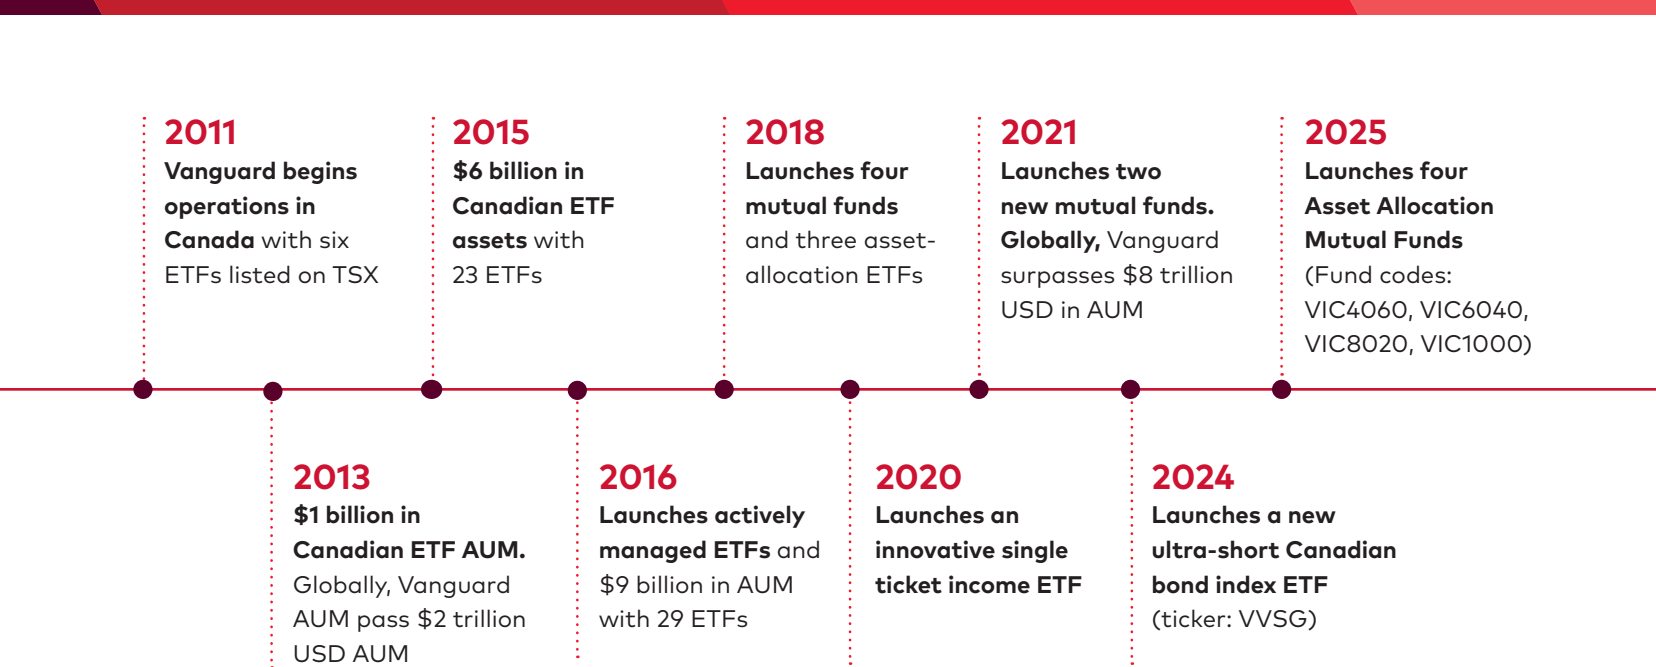 2011
Vanguard begins
operations in
Canada with six
ETFs listed on TSX
2015
$6 billion in
Canadian ETF
assets with
23 ETFs
2018
Launches four
mutual funds
and three asset-
allocation ETFs
2021
Launches two
new mutual funds.
Globally, Vanguard
surpasses $8 trillion
USD in AUM
2025
Launches four
Asset Allocation
Mutual Funds
(Fund codes:
VIC4060, VIC6040,
VIC8020, VIC1000)
2013
$1 billion in
Canadian ETF AUM.
Globally, Vanguard
AUM pass $2 trillion
USD AUM
2016
Launches actively
managed ETFs and
$9 billion in AUM
with 29 ETFs
2020
Launches an
innovative single
ticket income ETF
2024
Launches a new
ultra-short Canadian
bond index ETF
(ticker: VVSG)